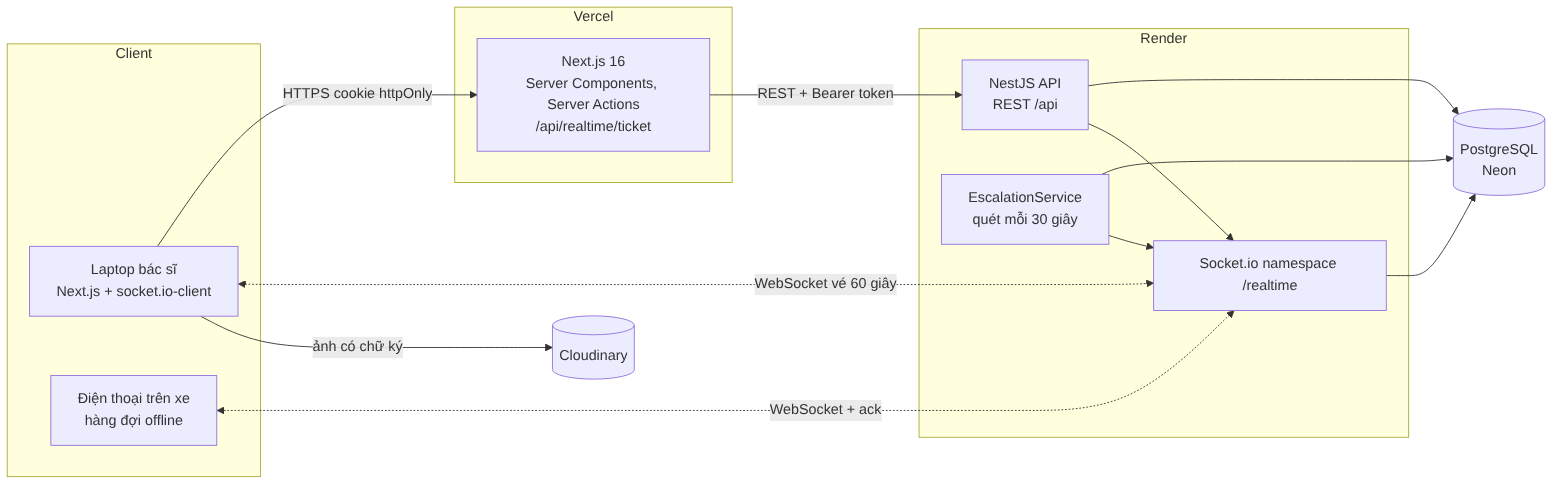 Client
Vercel
Render
Next.js 16
Server Components,
Server Actions
/api/realtime/ticket
NestJS API
REST /api
HTTPS cookie httpOnly
REST + Bearer token
PostgreSQL
Neon
EscalationService
quét mỗi 30 giây
Laptop bác sĩ
Next.js + socket.io-client
WebSocket vé 60 giây
Socket.io namespace
/realtime
ảnh có chữ ký
Cloudinary
Điện thoại trên xe
hàng đợi offline
WebSocket + ack